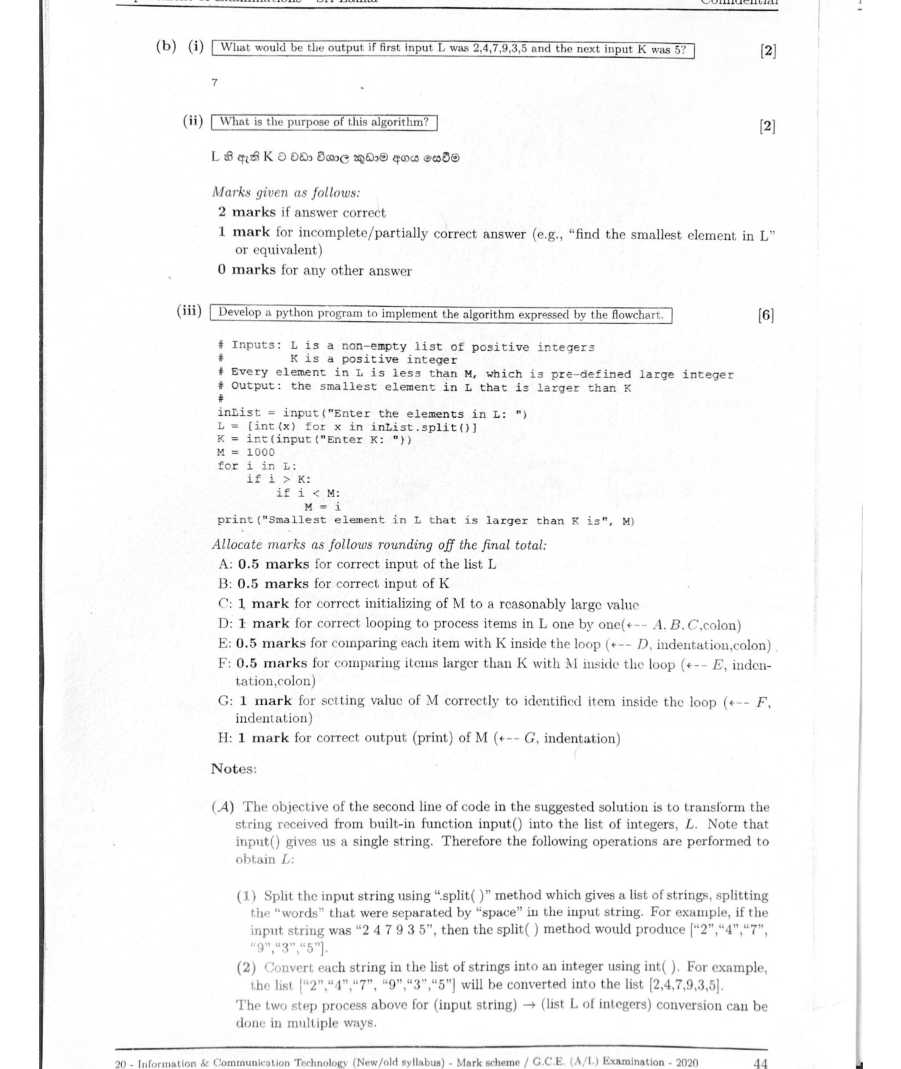 Confidential
(b) (i) What would be the output if first input L was 2,4,7,9,3,5 and the next input K was 5? [2]
7
(ii) What is the purpose of this algorithm? [2]
L හි ඇති K ට වඩා විශාල කුඩාම අගය සෙවීම
Marks given as follows:
2 marks if answer correct
1 mark for incomplete/partially correct answer (e.g., “find the smallest element in L”
or equivalent)
0 marks for any other answer
(iii) Develop a python program to implement the algorithm expressed by the flowchart. [6]
# Inputs: L is a non-empty list of positive integers
# K is a positive integer
# Every element in L is less than M, which is pre-defined large integer
# Output: the smallest element in L that is larger than K
#
inList = input("Enter the elements in L: ")
L = [int(x) for x in inList.split()]
K = int(input("Enter K: "))
M = 1000
for i in L:
if i > K:
if i < M:
M = i
print("Smallest element in L that is larger than K is", M)
Allocate marks as follows rounding off the final total:
A: 0.5 marks for correct input of the list L
B: 0.5 marks for correct input of K
C: 1 mark for correct initializing of M to a reasonably large value
D: 1 mark for correct looping to process items in L one by one(⇠-- A, B, C,colon)
E: 0.5 marks for comparing each item with K inside the loop (⇠-- D, indentation,colon)
F: 0.5 marks for comparing items larger than K with M inside the loop (⇠-- E, inden-
tation,colon)
G: 1 mark for setting value of M correctly to identified item inside the loop (⇠-- F,
indentation)
H: 1 mark for correct output (print) of M (⇠-- G, indentation)
Notes:
(A) The objective of the second line of code in the suggested solution is to transform the
string received from built-in function input() into the list of integers, L. Note that
input() gives us a single string. Therefore the following operations are performed to
obtain L:
(1) Split the input string using “.split( )” method which gives a list of strings, splitting
the “words” that were separated by “space” in the input string. For example, if the
input string was “2 4 7 9 3 5”, then the split( ) method would produce [“2”,“4”,“7”,
“9”,“3”,“5”].
(2) Convert each string in the list of strings into an integer using int( ). For example,
the list [“2”,“4”,“7”, “9”,“3”,“5”] will be converted into the list [2,4,7,9,3,5].
The two step process above for (input string) → (list L of integers) conversion can be
done in multiple ways.
20 - Information & Communication Technology (New/old syllabus) - Mark scheme / G.C.E. (A/L) Examination - 2020 44